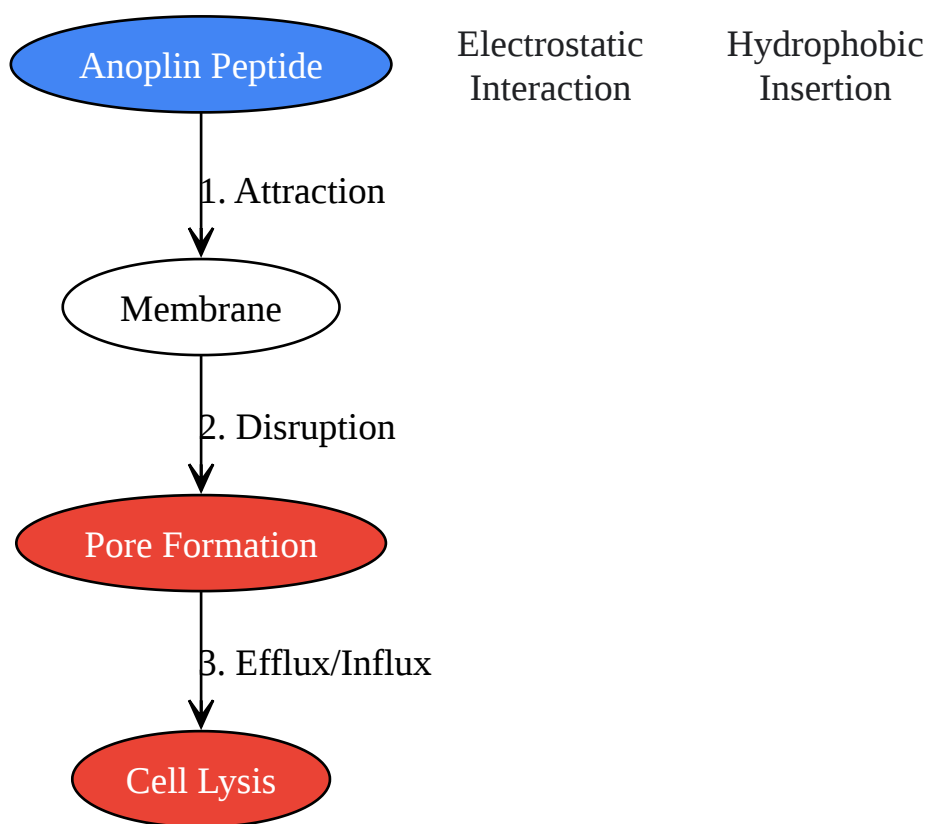 Anoplin Peptide
Electrostatic
Interaction
Hydrophobic
Insertion
1. Attraction
Membrane
2. Disruption
Pore Formation
3. Efflux/Influx
Cell Lysis